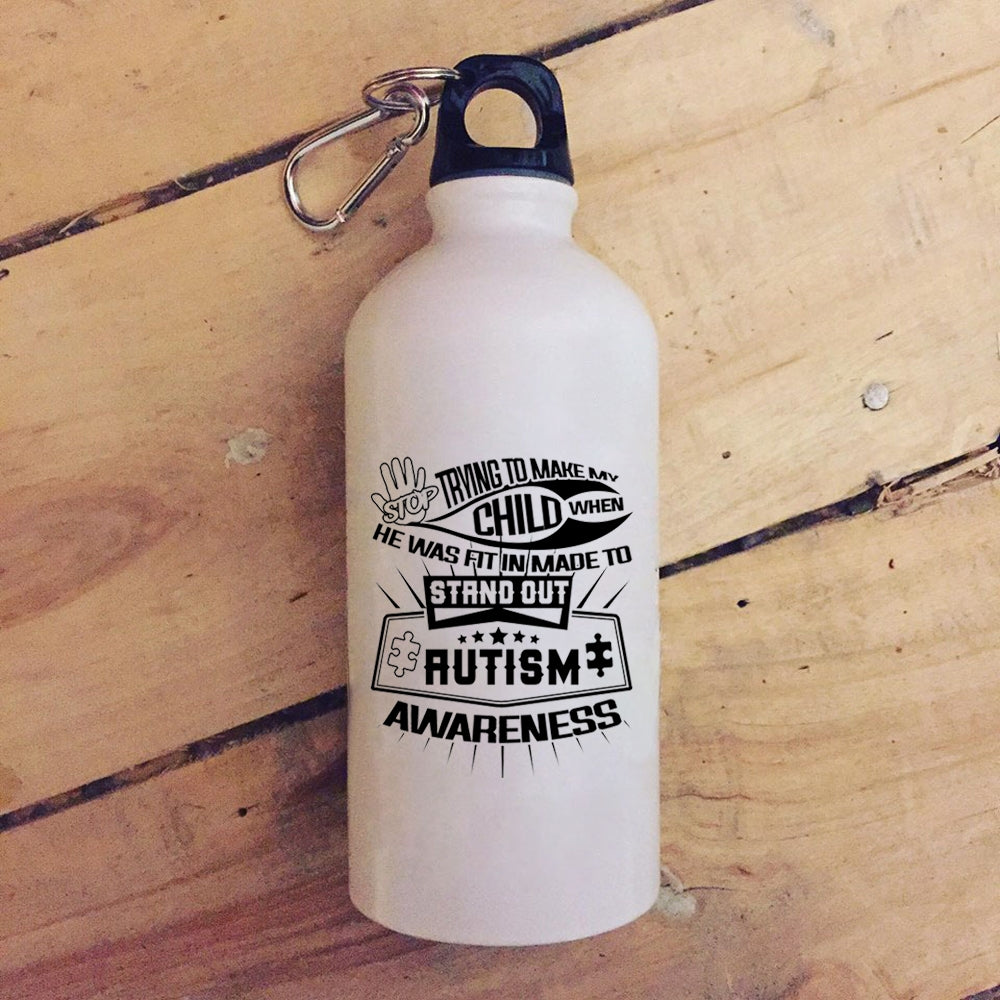 STOP TRYING TO MAKE MY
CHILD WHEN
HE WAS FIT IN MADE TO
STAND OUT
AUTISM
AWARENESS